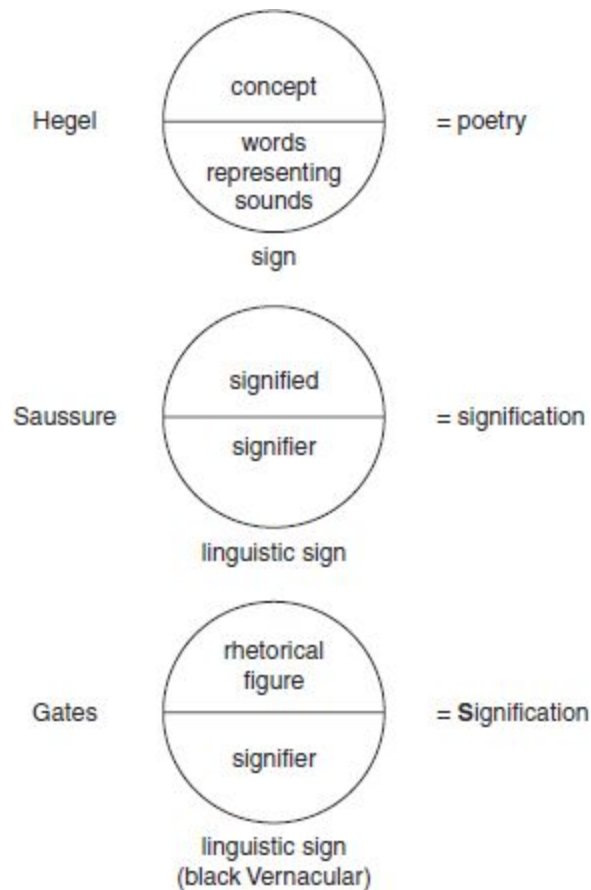 concept
Hegel
= poetry
words
representing
sounds
sign
signified
Saussure
= signification
signifier
linguistic sign
rhetorical
figure
Gates
= Signification
signifier
linguistic sign
(black Vernacular)